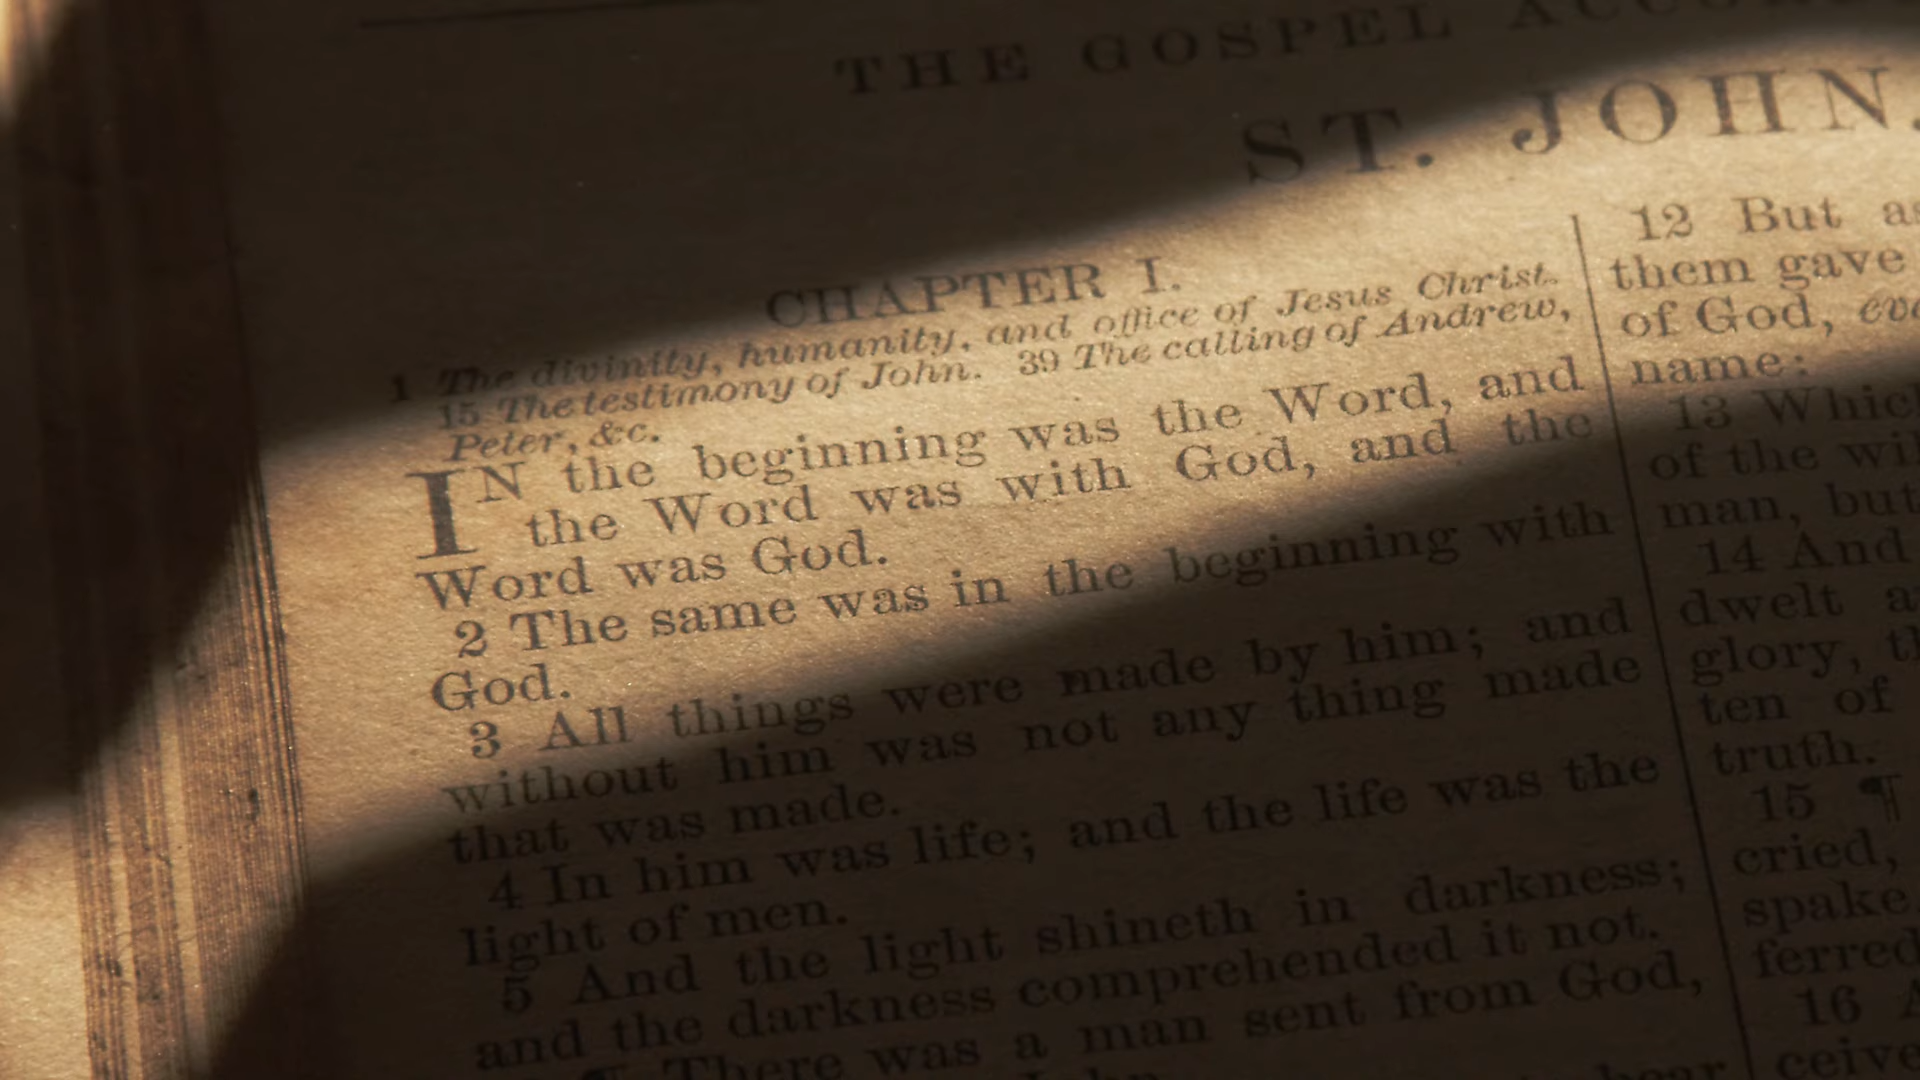 THE GOSPEL
ST. JOHN.
CHAPTER I.
1 The divinity, humanity, and office of Jesus Christ.
15 The testimony of John. 39 The calling of Andrew,
Peter, &c.
IN the beginning was the Word, and
the Word was with God, and the
Word was God.
2 The same was in the beginning with
God.
3 All things were made by him; and
without him was not any thing made
that was made.
4 In him was life; and the life was the
light of men.
5 And the light shineth in darkness;
and the darkness comprehended it not.
¶ There was a man sent from God,
12 But as
them gave
of God,
name:
13 Which
of the
man, but
14 And
dwelt
glory,
ten of
truth.
15 ¶
cried,
spake
ferred
16